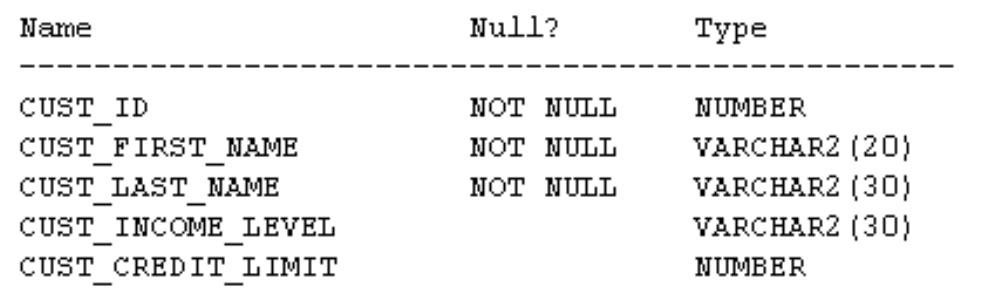 Name Null? Type
--------------------------------------------------
CUST_ID NOT NULL NUMBER
CUST_FIRST_NAME NOT NULL VARCHAR2(20)
CUST_LAST_NAME NOT NULL VARCHAR2(30)
CUST_INCOME_LEVEL VARCHAR2(30)
CUST_CREDIT_LIMIT NUMBER